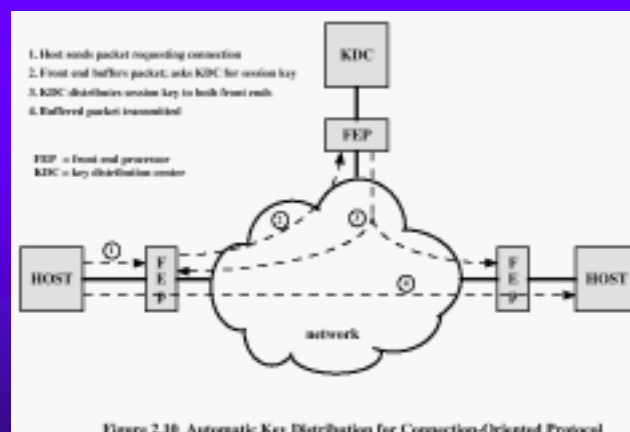 1. Host sends packet requesting connection
2. Front end buffers packet; asks KDC for session key
3. KDC distributes session key to both front ends
4. Buffered packet transmitted
FEP = front end processor
KDC = key distribution center
KDC
FEP
2
3
1
HOST
F
E
P
4
F
E
P
HOST
network
Figure 2.10 Automatic Key Distribution for Connection-Oriented Protocol